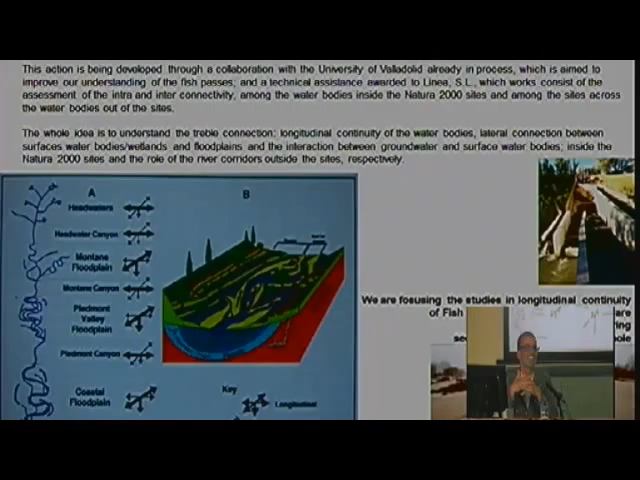 This action is being developed through a collaboration with the University of Valladolid already in process, which is aimed to
improve our understanding of the fish passes; and a technical assistance awarded to Linea, S.L., which works consist of the
assessment of the intra and inter connectivity, among the water bodies inside the Natura 2000 sites and among the sites across
the water bodies out of the sites.
The whole idea is to understand the treble connection: longitudinal continuity of the water bodies, lateral connection between
surfaces water bodies/wetlands and floodplains and the interaction between groundwater and surface water bodies; inside the
Natura 2000 sites and the role of the river corridors outside the sites, respectively.
A
B
Headwaters
Headwater Canyon
Montane
Floodplain
Montane Canyon
Piedmont
Valley
Floodplain
Piedmont Canyon
Coastal
Floodplain
Key
Longitudinal
We are fosusing the studies in longitudinal continuity
of Fish
are